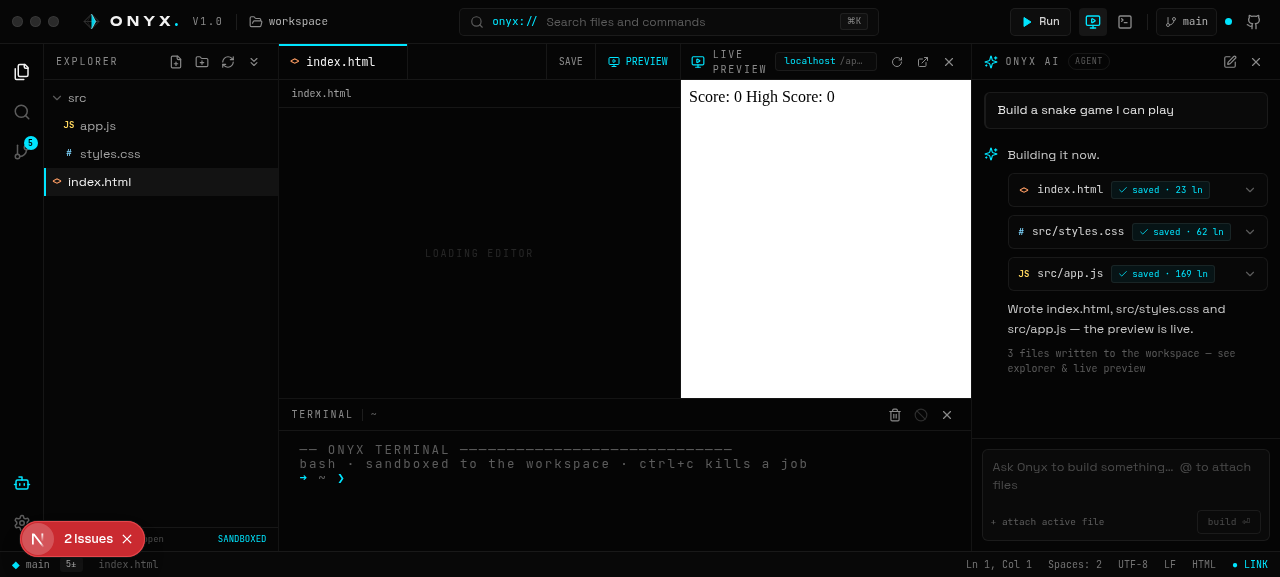 ONYX. V1.0 workspace onyx:// Search files and commands ⌘K Run main
EXPLORER
src
JS app.js
# styles.css
<> index.html
<> index.html SAVE PREVIEW
index.html
LOADING EDITOR
LIVE PREVIEW localhost /ap…
Score: 0 High Score: 0
ONYX AI AGENT
Build a snake game I can play
Building it now.
<> index.html ✓ saved · 23 ln
# src/styles.css ✓ saved · 62 ln
JS src/app.js ✓ saved · 169 ln
Wrote index.html, src/styles.css and
src/app.js — the preview is live.
3 files written to the workspace — see
explorer & live preview
TERMINAL ~
── ONYX TERMINAL ────────────────────────────
bash · sandboxed to the workspace · ctrl+c kills a job
➜ ~ ❯
Ask Onyx to build something… @ to attach
files
+ attach active file build ⏎
5
N 2 Issues
open SANDBOXED
main 5± index.html Ln 1, Col 1 Spaces: 2 UTF-8 LF HTML LINK